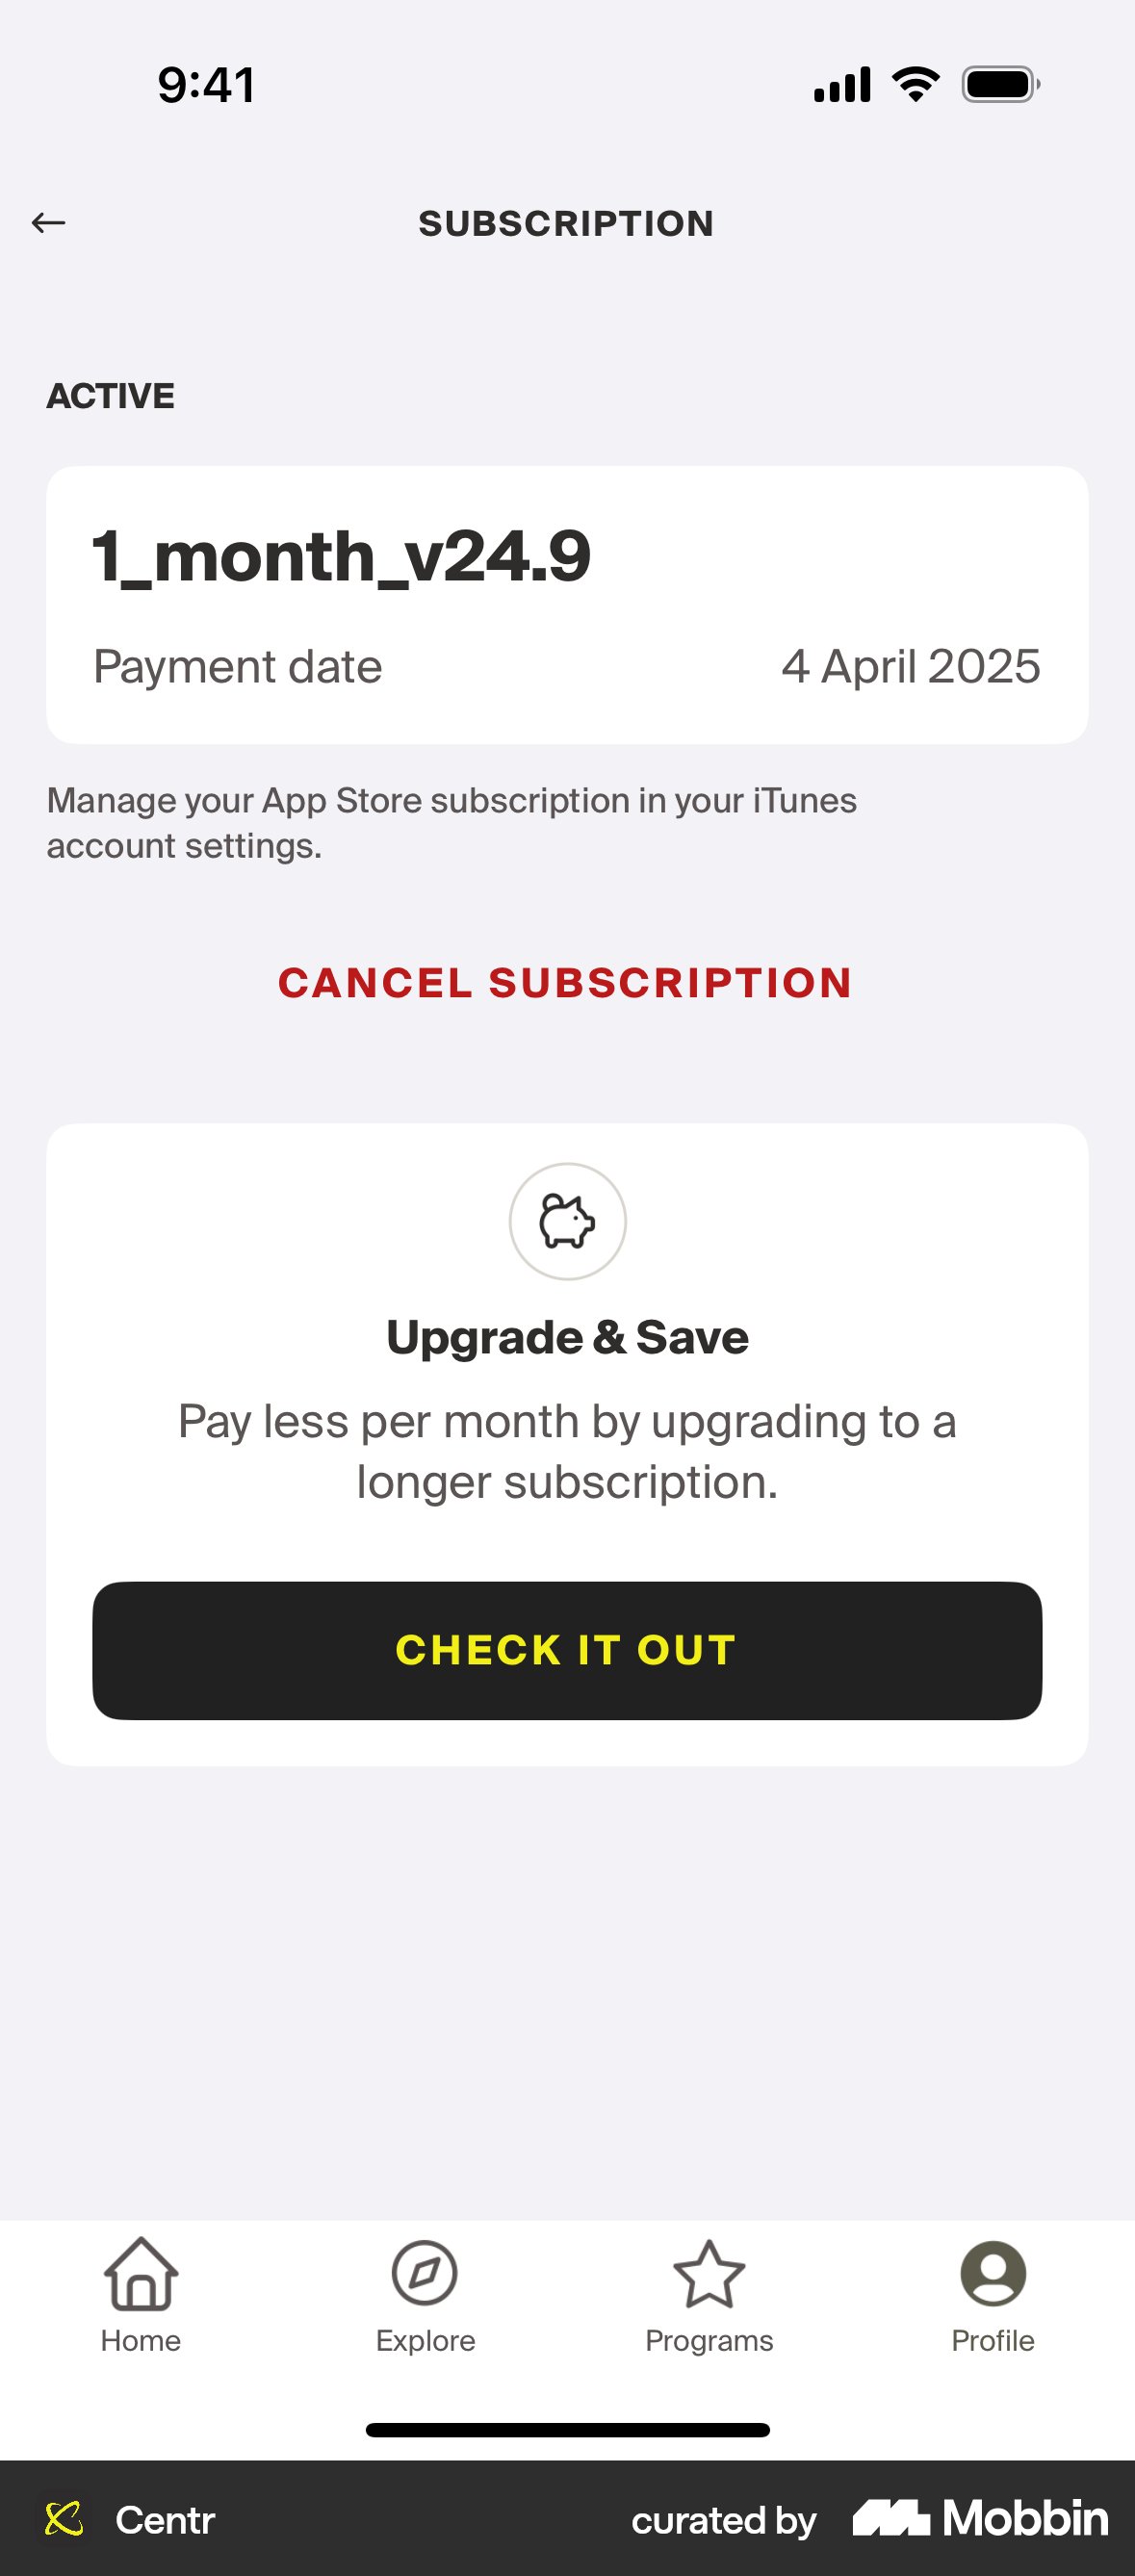 9:41
SUBSCRIPTION
ACTIVE
1_month_v24.9
Payment date 4 April 2025
Manage your App Store subscription in your iTunes
account settings.
CANCEL SUBSCRIPTION
Upgrade & Save
Pay less per month by upgrading to a
longer subscription.
CHECK IT OUT
Home Explore Programs Profile
Centr curated by Mobbin